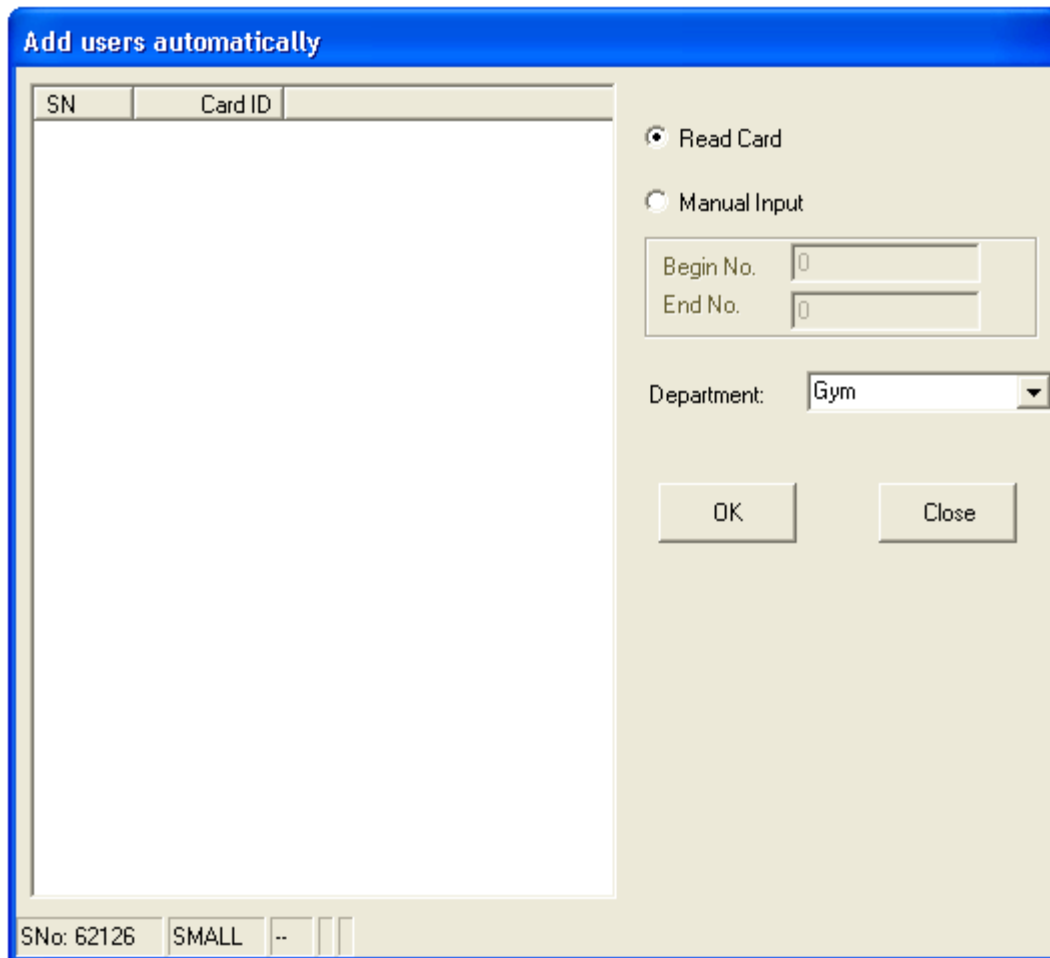 Add users automatically
SN Card ID
Read Card
Manual Input
Begin No. 0
End No. 0
Department: Gym
OK Close
SNo: 62126 SMALL --